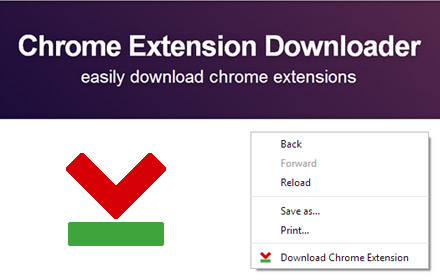 Chrome Extension Downloader
easily download chrome extensions
Back
Forward
Reload
Save as...
Print...
Download Chrome Extension